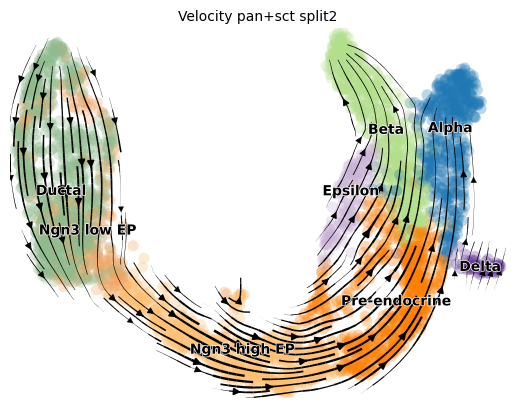 Velocity pan+sct split2
Beta
Alpha
Ductal
Epsilon
Ngn3 low EP
Delta
Pre-endocrine
Ngn3 high EP